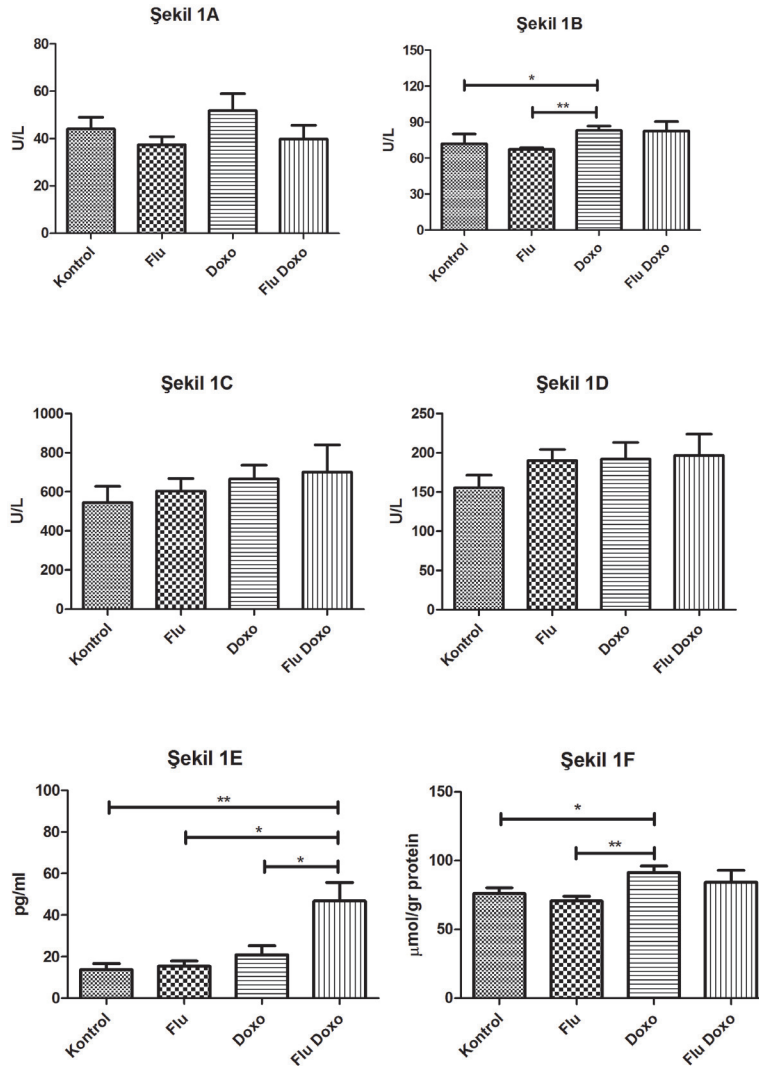 Şekil 1A
80
60
40
20
0
U/L
Kontrol
Flu
Doxo
Flu Doxo
Şekil 1B
150
120
90
60
30
0
U/L
*
**
Kontrol
Flu
Doxo
Flu Doxo
Şekil 1C
1000
800
600
400
200
0
U/L
Kontrol
Flu
Doxo
Flu Doxo
Şekil 1D
250
200
150
100
50
0
U/L
Kontrol
Flu
Doxo
Flu Doxo
Şekil 1E
100
80
60
40
20
0
pg/ml
**
*
*
Kontrol
Flu
Doxo
Flu Doxo
Şekil 1F
150
100
50
0
µmol/gr protein
*
**
Kontrol
Flu
Doxo
Flu Doxo